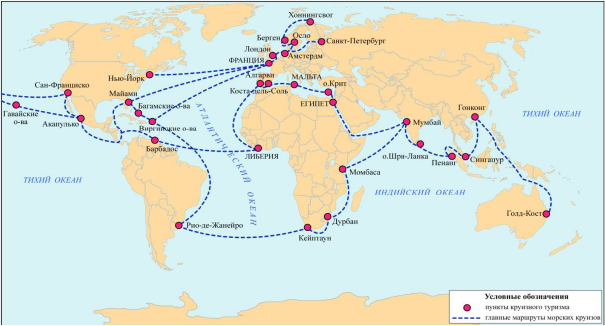 Хоннингсвог
Берген
Осло
Санкт-Петербург
Лондон
Амстердм
ФРАНЦИЯ
Нью-Йорк
Алгарви
МАЛЬТА
Сан-Франциско
Коста-дель-Соль
о.Крит
Майами
ЕГИПЕТ
Гонконг
Багамские о-ва
Гавайские
о-ва
Мумбай
ТИХИЙ ОКЕАН
Акапулько
Виргинские о-ва
АТЛАНТИЧЕСКИЙ ОКЕАН
Барбадос
ЛИБЕРИЯ
о.Шри-Ланка
Пенанг
Сингапур
Момбаса
ТИХИЙ ОКЕАН
ИНДИЙСКИЙ ОКЕАН
Голд-Кост
Рио-де-Жанейро
Дурбан
Кейптаун
Условные обозначения
пункты круизного туризма
главные маршруты морских круизов